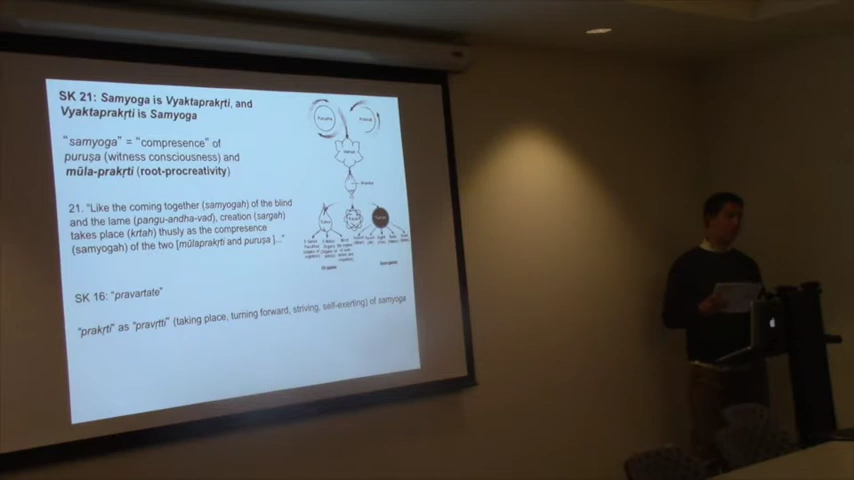 SK 21: Samyoga is Vyaktaprakṛti, and
Vyaktaprakṛti is Samyoga
"samyoga" = "compresence" of
puruṣa (witness consciousness) and
mūla-prakṛti (root-procreativity)
21. "Like the coming together (samyogaḥ) of the blind
and the lame (pangu-andha-vad), creation (sargaḥ)
takes place (kṛtaḥ) thusly as the compresence
(samyogaḥ) of the two [mūlaprakṛti and puruṣa ]..."
SK 16: "pravartate"
"prakṛti" as "pravṛtti" (taking place, turning forward, striving, self-exerting) of samyoga